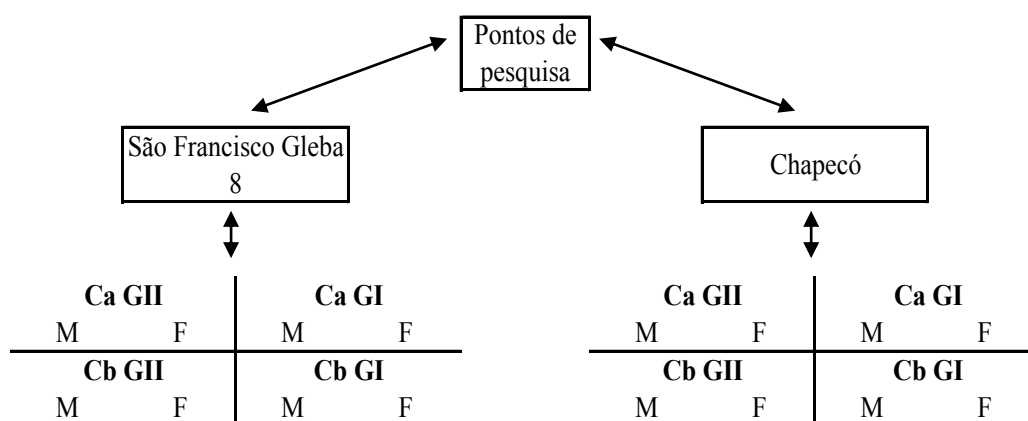 Pontos de
pesquisa
São Francisco Gleba
8
Chapecó
Ca GII Ca GI
M F M F
Cb GII Cb GI
M F M F
Ca GII Ca GI
M F M F
Cb GII Cb GI
M F M F